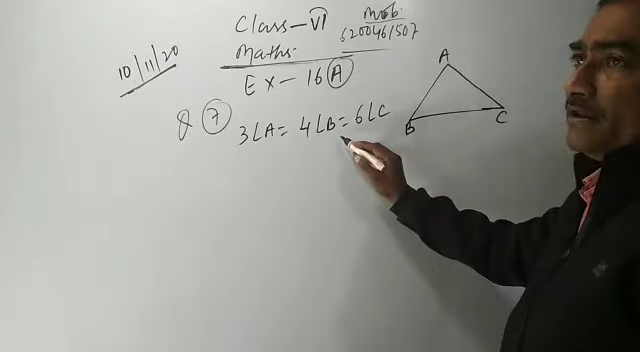 Class-VI
Mob.
6200461507
Maths.
10/11/20
Ex-16(A)
Q (7) 3∠A = 4∠B = 6∠C
A
B
C